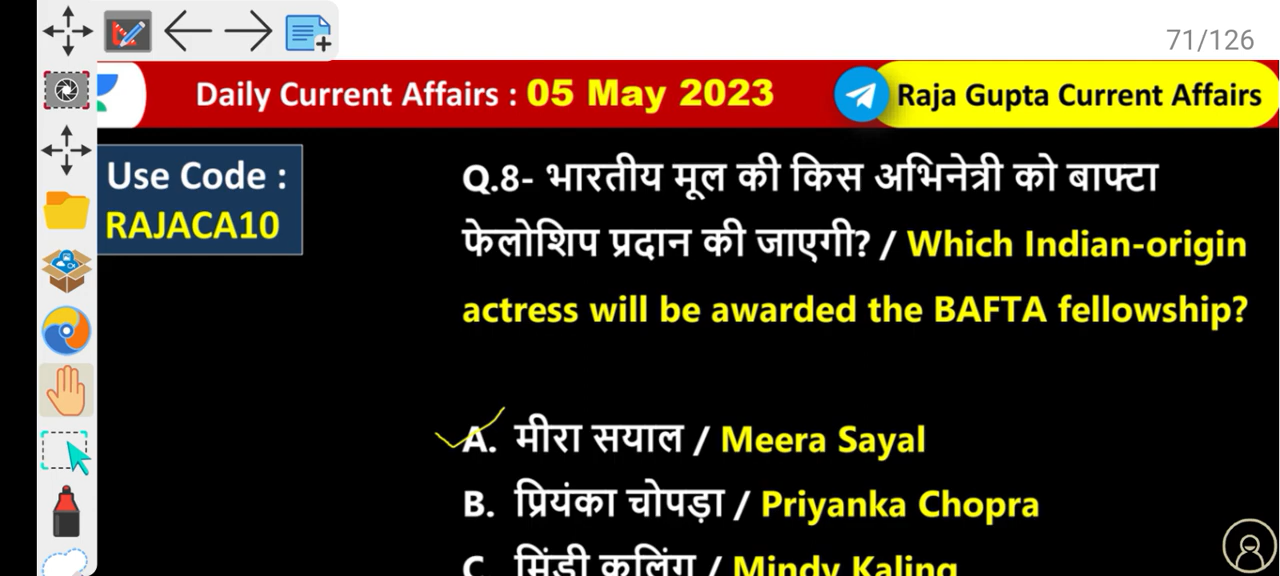 71/126
Daily Current Affairs : 05 May 2023
Raja Gupta Current Affairs
Use Code :
RAJACA10
Q.8- भारतीय मूल की किस अभिनेत्री को बाफ्टा
फेलोशिप प्रदान की जाएगी? / Which Indian-origin
actress will be awarded the BAFTA fellowship?
A. मीरा सयाल / Meera Sayal
B. प्रियंका चोपड़ा / Priyanka Chopra
C. मिंडी कलिंग / Mindy Kaling